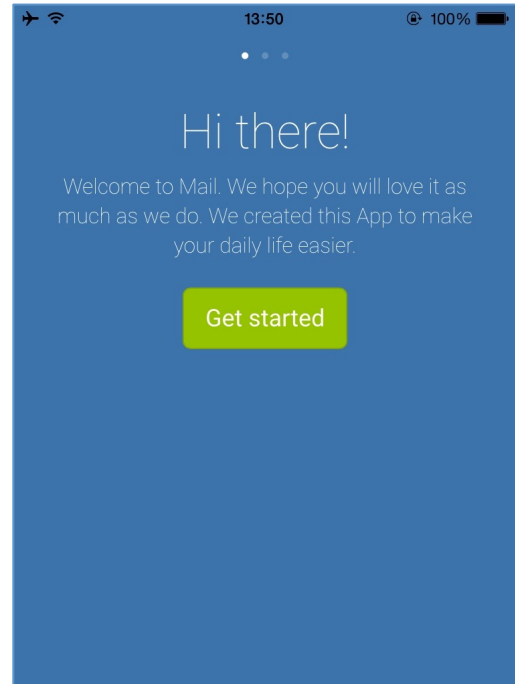 13:50
100%
Hi there!
Welcome to Mail. We hope you will love it as
much as we do. We created this App to make
your daily life easier.
Get started